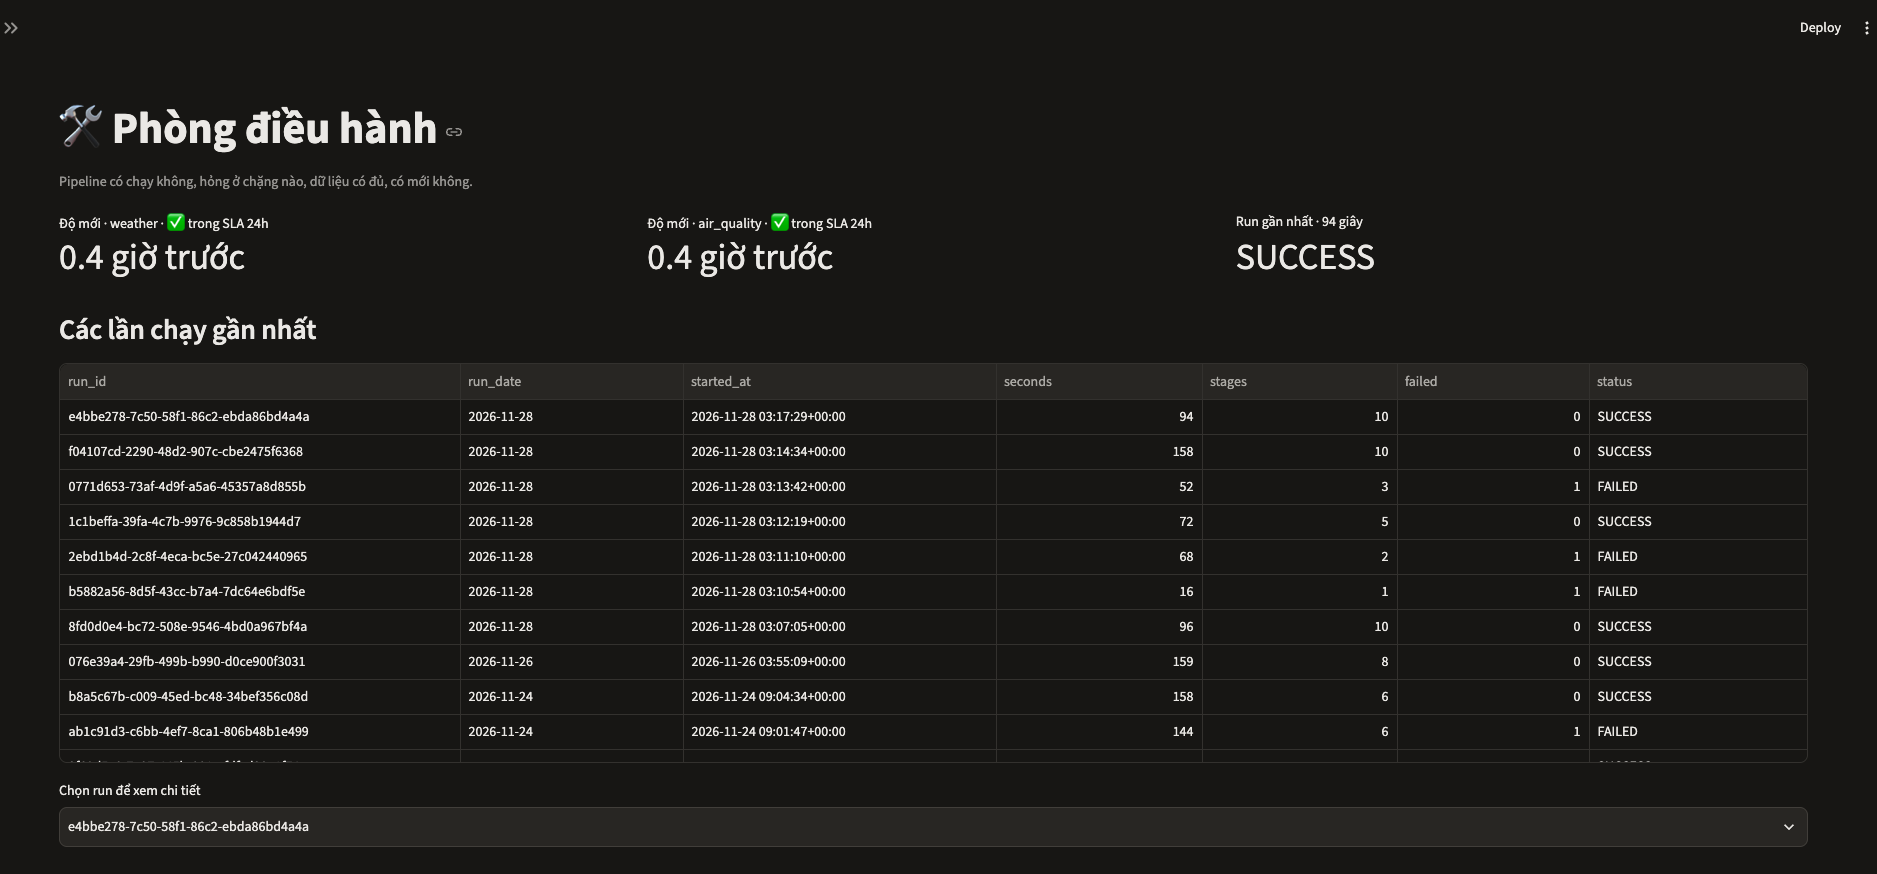 Deploy
🛠 Phòng điều hành
Pipeline có chạy không, hỏng ở chặng nào, dữ liệu có đủ, có mới không.
Độ mới · weather · ✅ trong SLA 24h
0.4 giờ trước
Độ mới · air_quality · ✅ trong SLA 24h
0.4 giờ trước
Run gần nhất · 94 giây
SUCCESS
Các lần chạy gần nhất
run_id run_date started_at seconds stages failed status
e4bbe278-7c50-58f1-86c2-ebda86bd4a4a 2026-11-28 2026-11-28 03:17:29+00:00 94 10 0 SUCCESS
f04107cd-2290-48d2-907c-cbe2475f6368 2026-11-28 2026-11-28 03:14:34+00:00 158 10 0 SUCCESS
0771d653-73af-4d9f-a5a6-45357a8d855b 2026-11-28 2026-11-28 03:13:42+00:00 52 3 1 FAILED
1c1beffa-39fa-4c7b-9976-9c858b1944d7 2026-11-28 2026-11-28 03:12:19+00:00 72 5 0 SUCCESS
2ebd1b4d-2c8f-4eca-bc5e-27c042440965 2026-11-28 2026-11-28 03:11:10+00:00 68 2 1 FAILED
b5882a56-8d5f-43cc-b7a4-7dc64e6bdf5e 2026-11-28 2026-11-28 03:10:54+00:00 16 1 1 FAILED
8fd0d0e4-bc72-508e-9546-4bd0a967bf4a 2026-11-28 2026-11-28 03:07:05+00:00 96 10 0 SUCCESS
076e39a4-29fb-499b-b990-d0ce900f3031 2026-11-26 2026-11-26 03:55:09+00:00 159 8 0 SUCCESS
b8a5c67b-c009-45ed-bc48-34bef356c08d 2026-11-24 2026-11-24 09:04:34+00:00 158 6 0 SUCCESS
ab1c91d3-c6bb-4ef7-8ca1-806b48b1e499 2026-11-24 2026-11-24 09:01:47+00:00 144 6 1 FAILED
Chọn run để xem chi tiết
e4bbe278-7c50-58f1-86c2-ebda86bd4a4a